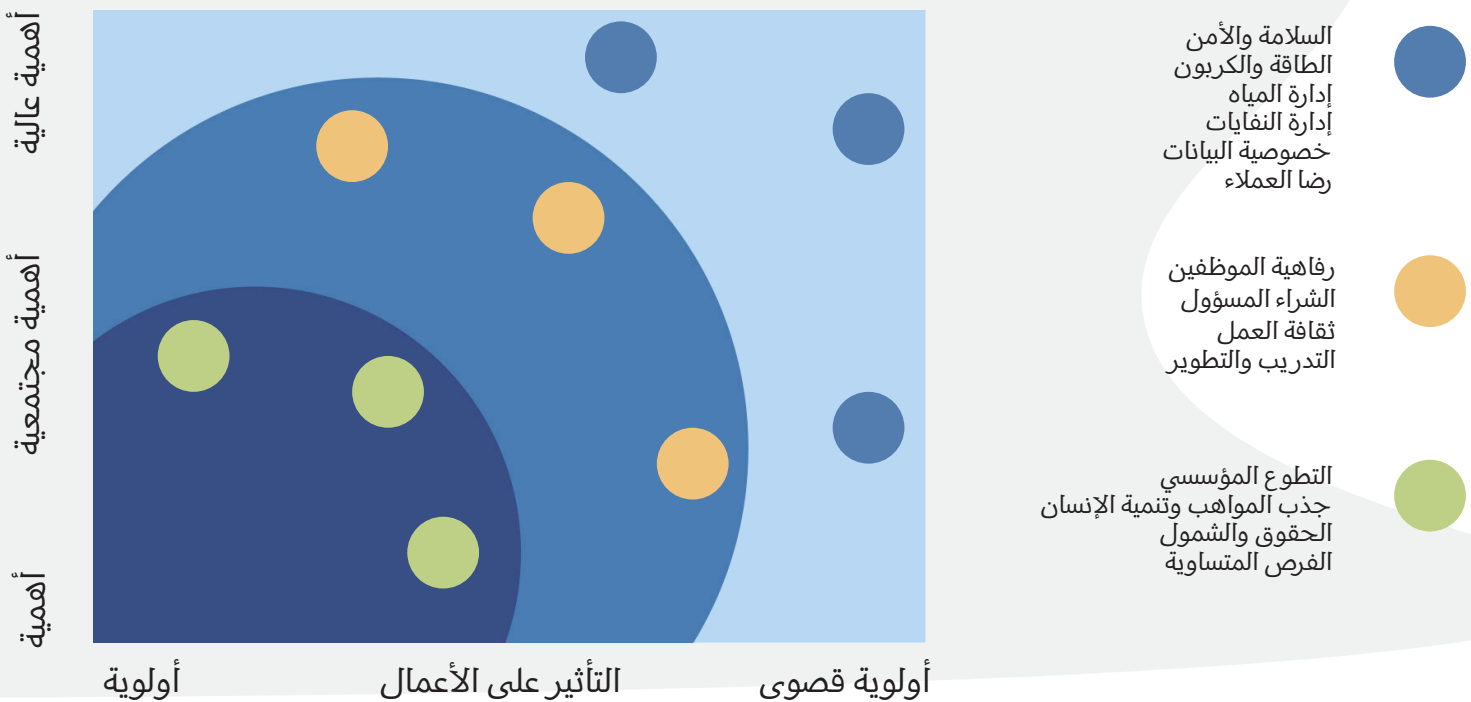 السلامة والأمن
الطاقة والكربون
إدارة المياه
إدارة النفايات
خصوصية البيانات
رضا العملاء
رفاهية الموظفين
الشراء المسؤول
ثقافة العمل
التدريب والتطوير
التطوع المؤسسي
جذب المواهب وتنمية الإنسان
الحقوق والشمول
الفرص المتساوية
أهمية عالية
أهمية مجتمعية
أهمية
أولوية قصوى
التأثير على الأعمال
أولوية